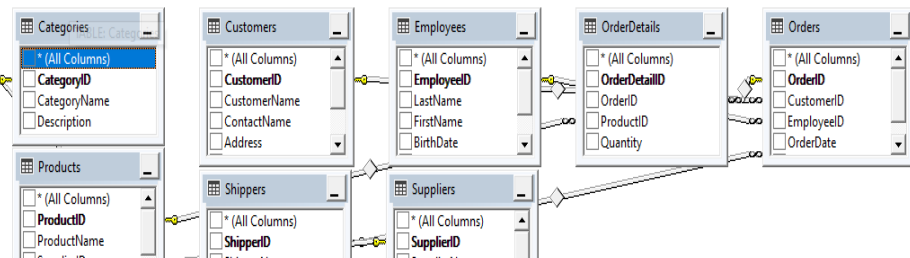 Categories
TABLE: Categ
* (All Columns)
CategoryID
CategoryName
Description
Customers
* (All Columns)
CustomerID
CustomerName
ContactName
Address
Employees
* (All Columns)
EmployeeID
LastName
FirstName
BirthDate
OrderDetails
* (All Columns)
OrderDetailID
OrderID
ProductID
Quantity
Orders
* (All Columns)
OrderID
CustomerID
EmployeeID
OrderDate
Products
* (All Columns)
ProductID
ProductName
Shippers
* (All Columns)
ShipperID
Suppliers
* (All Columns)
SupplierID